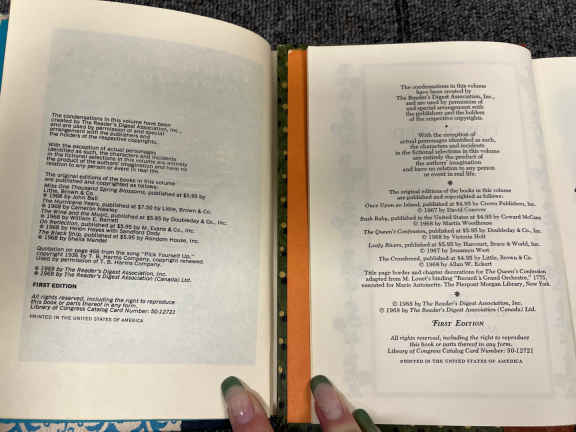 The condensations in this volume have been
created by The Reader's Digest Association, Inc.,
and are used by permission of and special
arrangement with the publishers and
the holders of the respective copyrights.
With the exception of actual personages
identified as such, the characters and incidents
in the fictional selections in this volume are entirely
the product of the authors' imagination and have no
relation to any person or event in real life.
The original editions of the books in this volume
are published and copyrighted as follows:
Miss One Thousand Spring Blossoms, published at $5.95 by
Little, Brown & Co.
© 1968 by John Ball
The Hurricane Years, published at $7.50 by Little, Brown & Co.
© 1968 by Cameron Hawley
The Wine and the Music, published at $5.95 by Doubleday & Co., Inc.
© 1968 by William E. Barrett
On Reflection, published at $5.95 by M. Evans & Co., Inc.
© 1968 by Helen Hayes with Sandford Dody
The Black Ship, published at $5.95 by Random House, Inc.
© 1968 by
Quotation on page 465 from the song "Pick Yourself Up,"
copyright 1936 by T. B. Harms Company, copyright renewed.
Used by permission of T. B. Harms Company.
© 1969 by The Reader's Digest Association, Inc.
© 1969 by The Reader's Digest Association (Canada) Ltd.
FIRST EDITION
All rights reserved, including the right to reproduce
this book or parts thereof in any form.
Library of Congress Catalog Card Number: 50-12721
PRINTED IN THE UNITED STATES OF AMERICA
The condensations in this volume
have been created by
The Reader's Digest Association, Inc.,
and are used by permission of
and special arrangement with
the publishers and the holders
of the respective copyrights.
With the exception of
actual personages identified as such,
the characters and incidents
in the fictional selections in this volume
are entirely the product of
the authors' imagination
and have no relation to any person
or event in real life.
The original editions of the books in this volume
are published and copyrighted as follows:
Once Upon an Island, published at $4.95 by Crown Publishers, Inc.
© 1967 by David Conover
Bush Baby, published in the United States at $3.95 by Coward McCann
© 1965 by Martin Woodhouse
The Queen's Confession, published at $5.95 by Doubleday & Co., Inc.
© 1968 by Victoria Holt
Lordly Rivers, published at $5.95 by Harcourt, Brace & World, Inc.
© 1967 by Jessamyn West
The Crossbreed, published at $4.95 by Little, Brown & Co.
© 1968 by Allan W. Eckert
Title page border and chapter decorations for The Queen's Confession
adapted from M. Lovet's binding "Racueil's Grand Orchestra," 1770,
executed for Marie Antoinette. The Pierpont Morgan Library, New York.
© 1968 by The Reader's Digest Association, Inc.
© 1968 by The Reader's Digest Association (Canada) Ltd.
FIRST EDITION
All rights reserved, including the right to reproduce
this book or parts thereof in any form.
Library of Congress Catalog Card Number: 50-12721
PRINTED IN THE UNITED STATES OF AMERICA